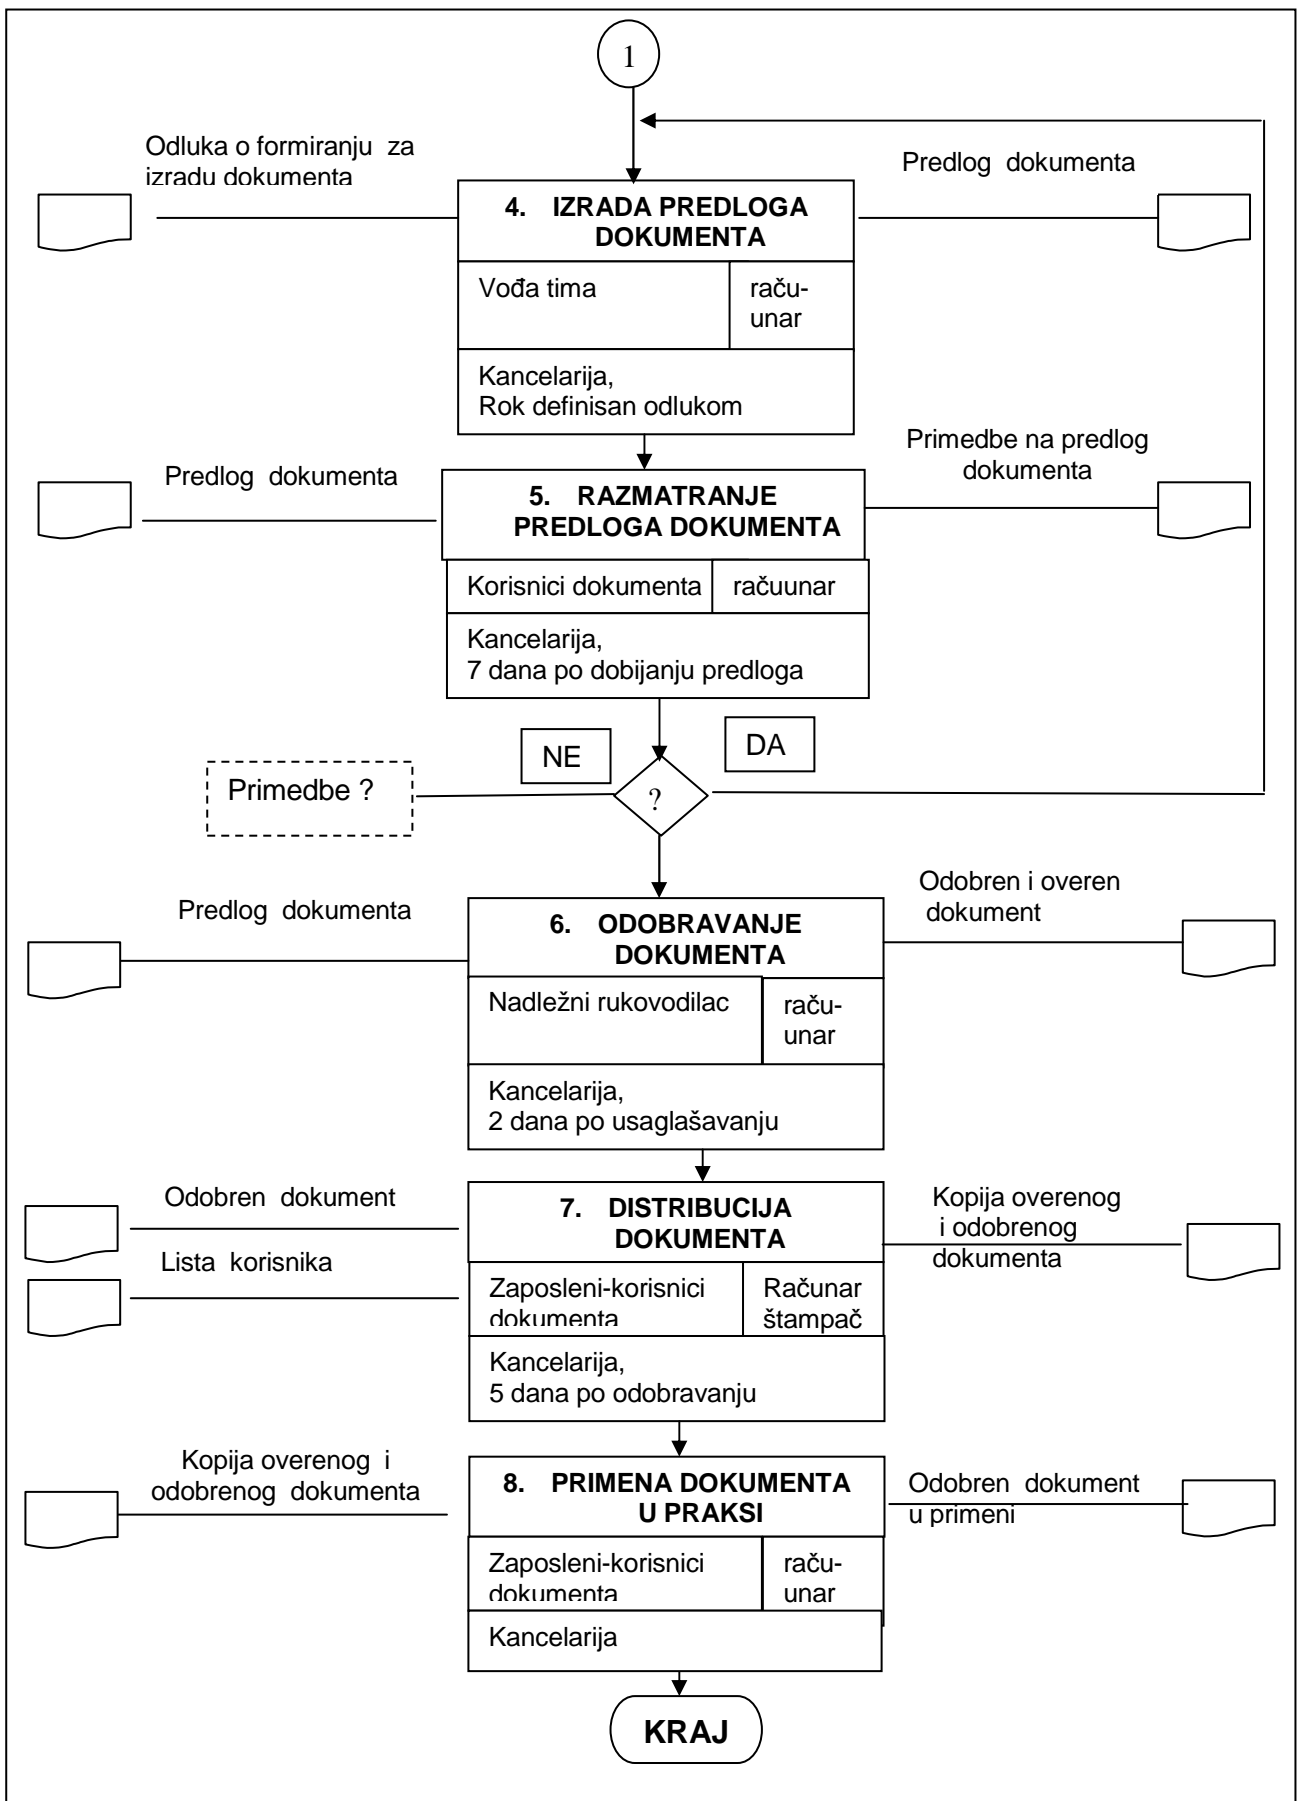 1
Odluka o formiranju za
izradu dokumenta
Predlog dokumenta
4. IZRADA PREDLOGA
DOKUMENTA
Vođa tima
raču-
unar
Kancelarija,
Rok definisan odlukom
Predlog dokumenta
Primedbe na predlog
dokumenta
5. RAZMATRANJE
PREDLOGA DOKUMENTA
Korisnici dokumenta
račuunar
Kancelarija,
7 dana po dobijanju predloga
NE
DA
Primedbe ?
?
Predlog dokumenta
Odobren i overen
dokument
6. ODOBRAVANJE
DOKUMENTA
Nadležni rukovodilac
raču-
unar
Kancelarija,
2 dana po usaglašavanju
Odobren dokument
Lista korisnika
Kopija overenog
i odobrenog
dokumenta
7. DISTRIBUCIJA
DOKUMENTA
Zaposleni-korisnici
dokumenta
Računar
štampač
Kancelarija,
5 dana po odobravanju
Kopija overenog i
odobrenog dokumenta
Odobren dokument
u primeni
8. PRIMENA DOKUMENTA
U PRAKSI
Zaposleni-korisnici
dokumenta
raču-
unar
Kancelarija
KRAJ